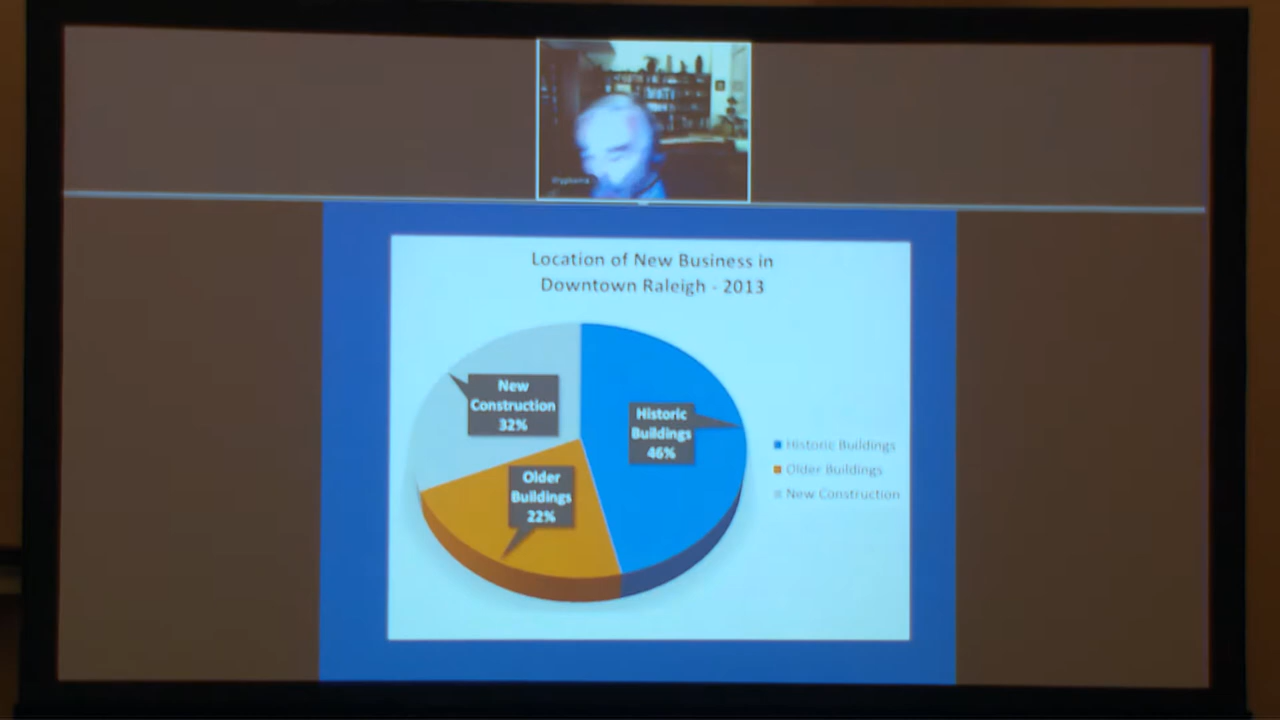 Location of New Business in
Downtown Raleigh - 2013
New
Construction
32%
Historic
Buildings
46%
Older
Buildings
22%
Historic Buildings
Older Buildings
New Construction